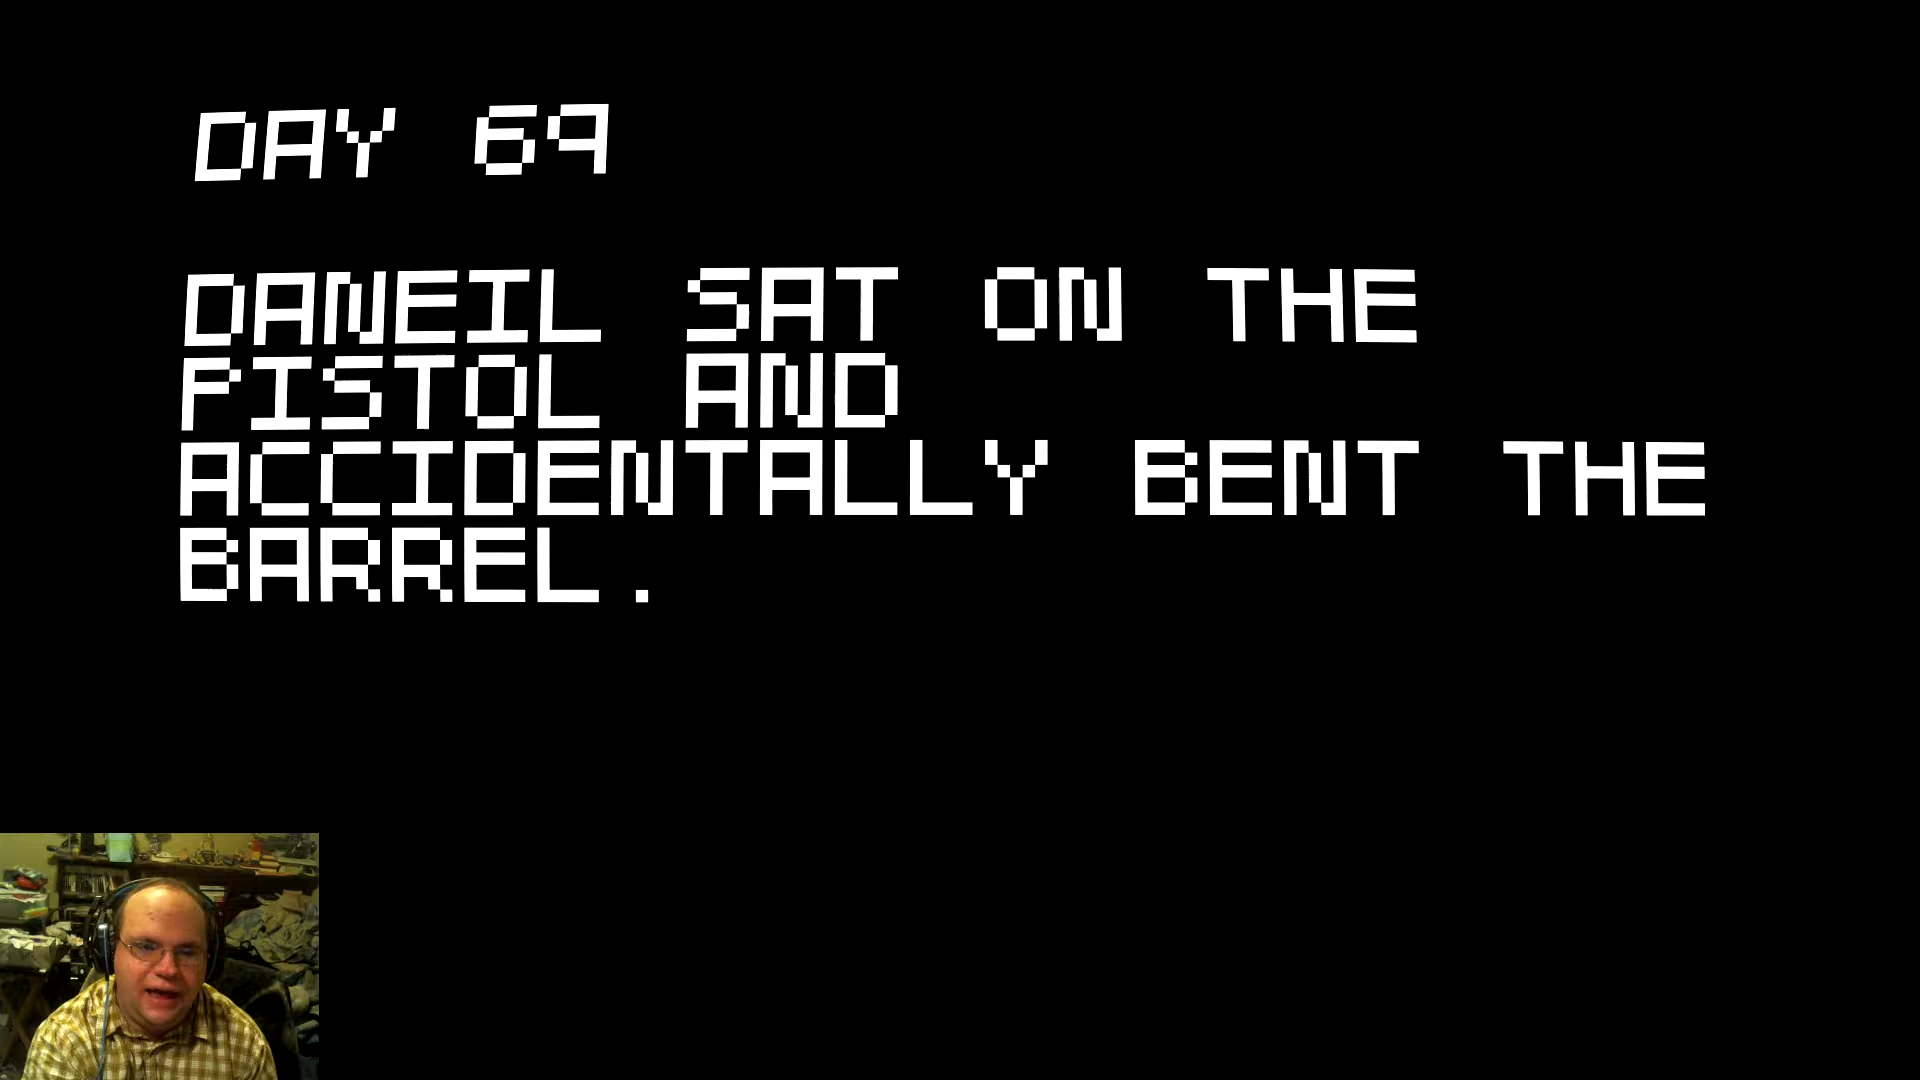 DAY 69
DANEIL SAT ON THE
PISTOL AND
ACCIDENTALLY BENT THE
BARREL.